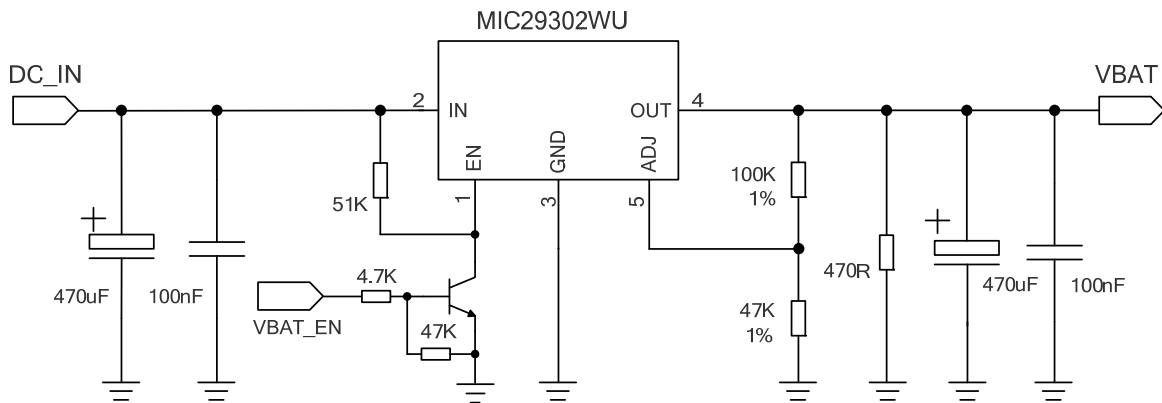 MIC29302WU
DC_IN
VBAT
2
IN
OUT
4
EN
GND
ADJ
1
3
5
51K
100K
1%
+
470uF
100nF
4.7K
VBAT_EN
47K
470R
47K
1%
+
470uF
100nF